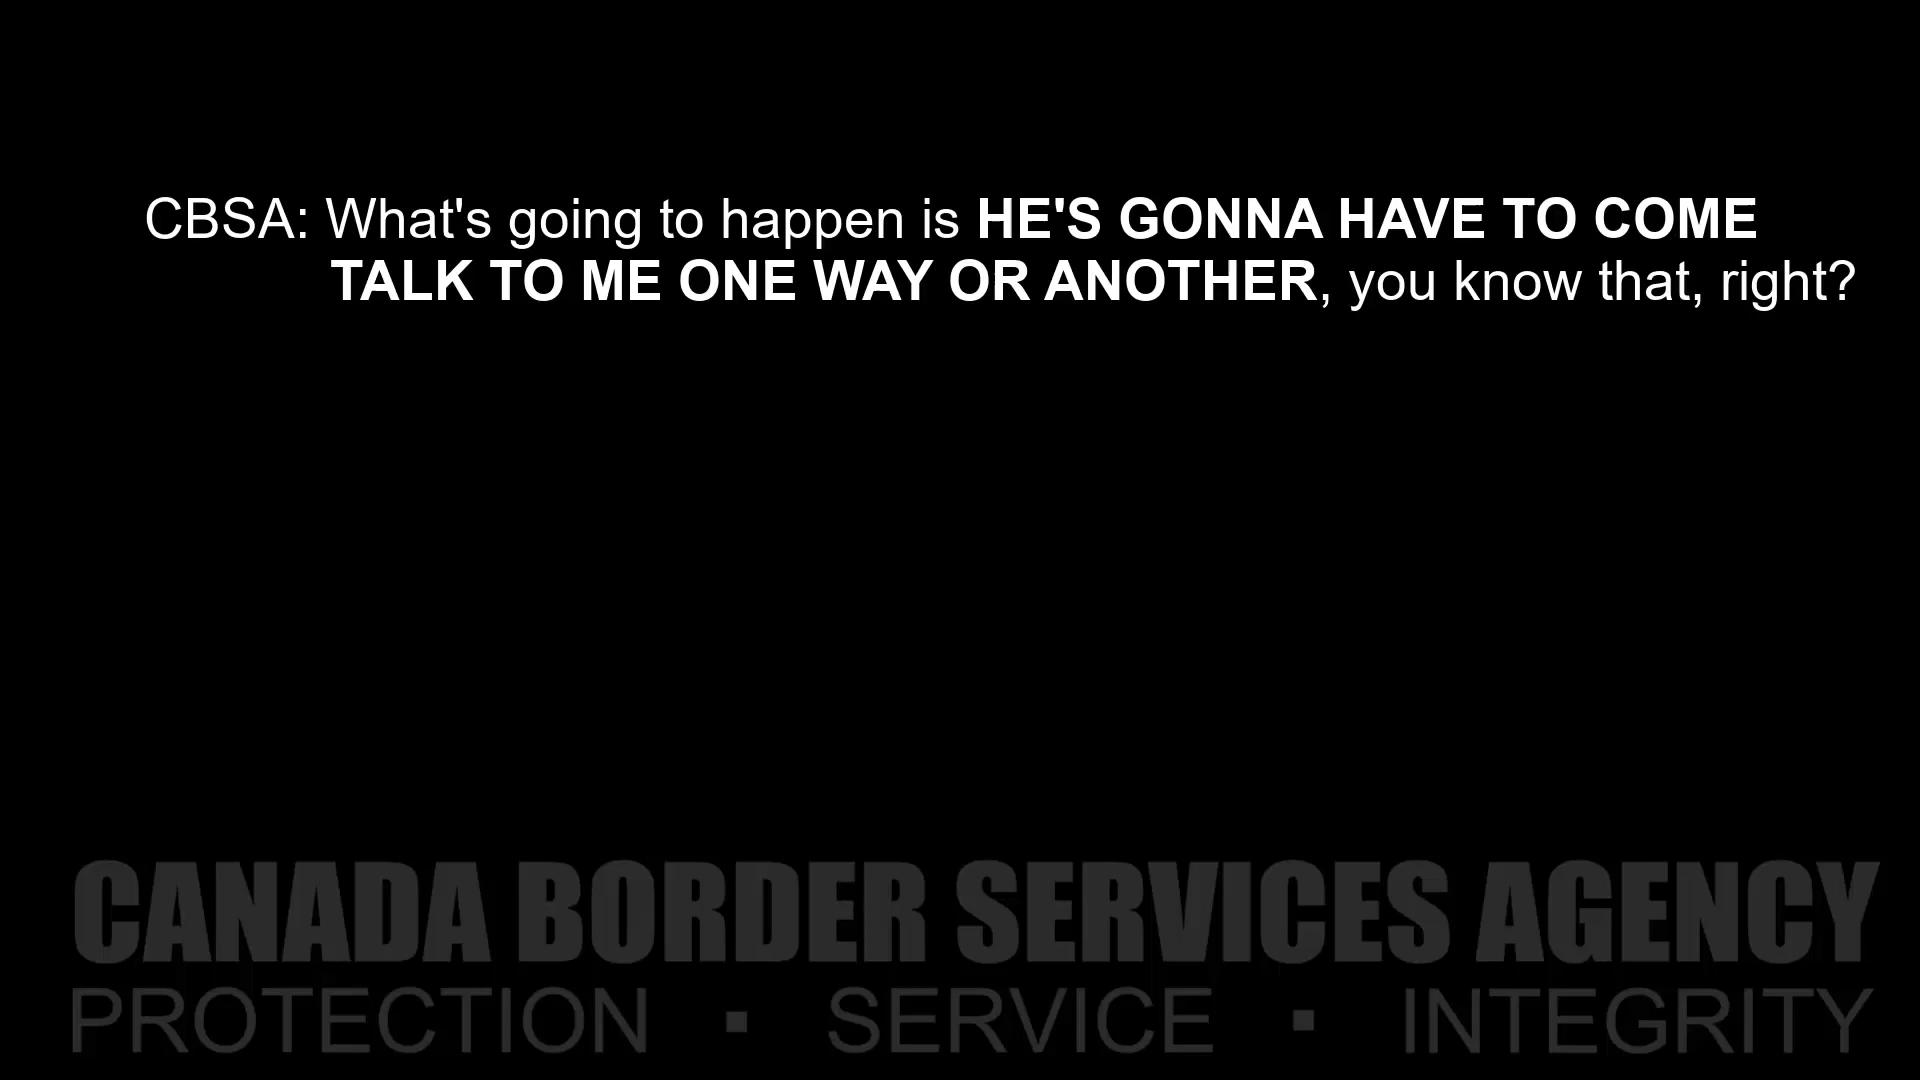 CBSA: What's going to happen is HE'S GONNA HAVE TO COME
TALK TO ME ONE WAY OR ANOTHER, you know that, right?
CANADA BORDER SERVICES AGENCY
PROTECTION ▪ SERVICE ▪ INTEGRITY